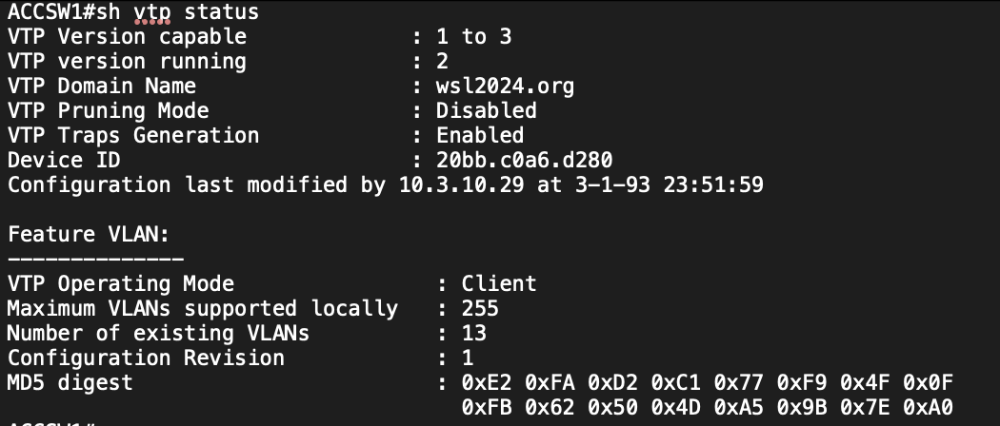 ACCSW1#sh vtp status
VTP Version capable : 1 to 3
VTP version running : 2
VTP Domain Name : wsl2024.org
VTP Pruning Mode : Disabled
VTP Traps Generation : Enabled
Device ID : 20bb.c0a6.d280
Configuration last modified by 10.3.10.29 at 3-1-93 23:51:59
Feature VLAN:
--------------
VTP Operating Mode : Client
Maximum VLANs supported locally : 255
Number of existing VLANs : 13
Configuration Revision : 1
MD5 digest : 0xE2 0xFA 0xD2 0xC1 0x77 0xF9 0x4F 0x0F
0xFB 0x62 0x50 0x4D 0xA5 0x9B 0x7E 0xA0